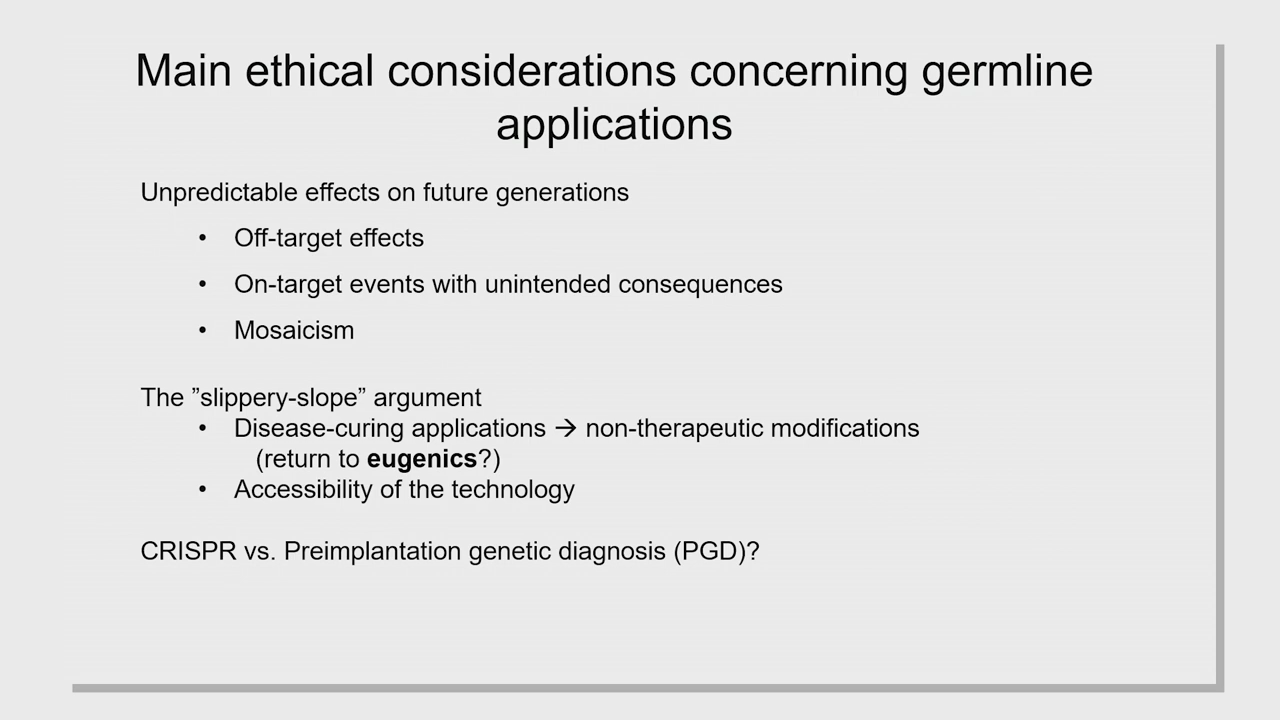 Main ethical considerations concerning germline
applications
Unpredictable effects on future generations
• Off-target effects
• On-target events with unintended consequences
• Mosaicism
The ”slippery-slope” argument
• Disease-curing applications → non-therapeutic modifications
(return to eugenics?)
• Accessibility of the technology
CRISPR vs. Preimplantation genetic diagnosis (PGD)?